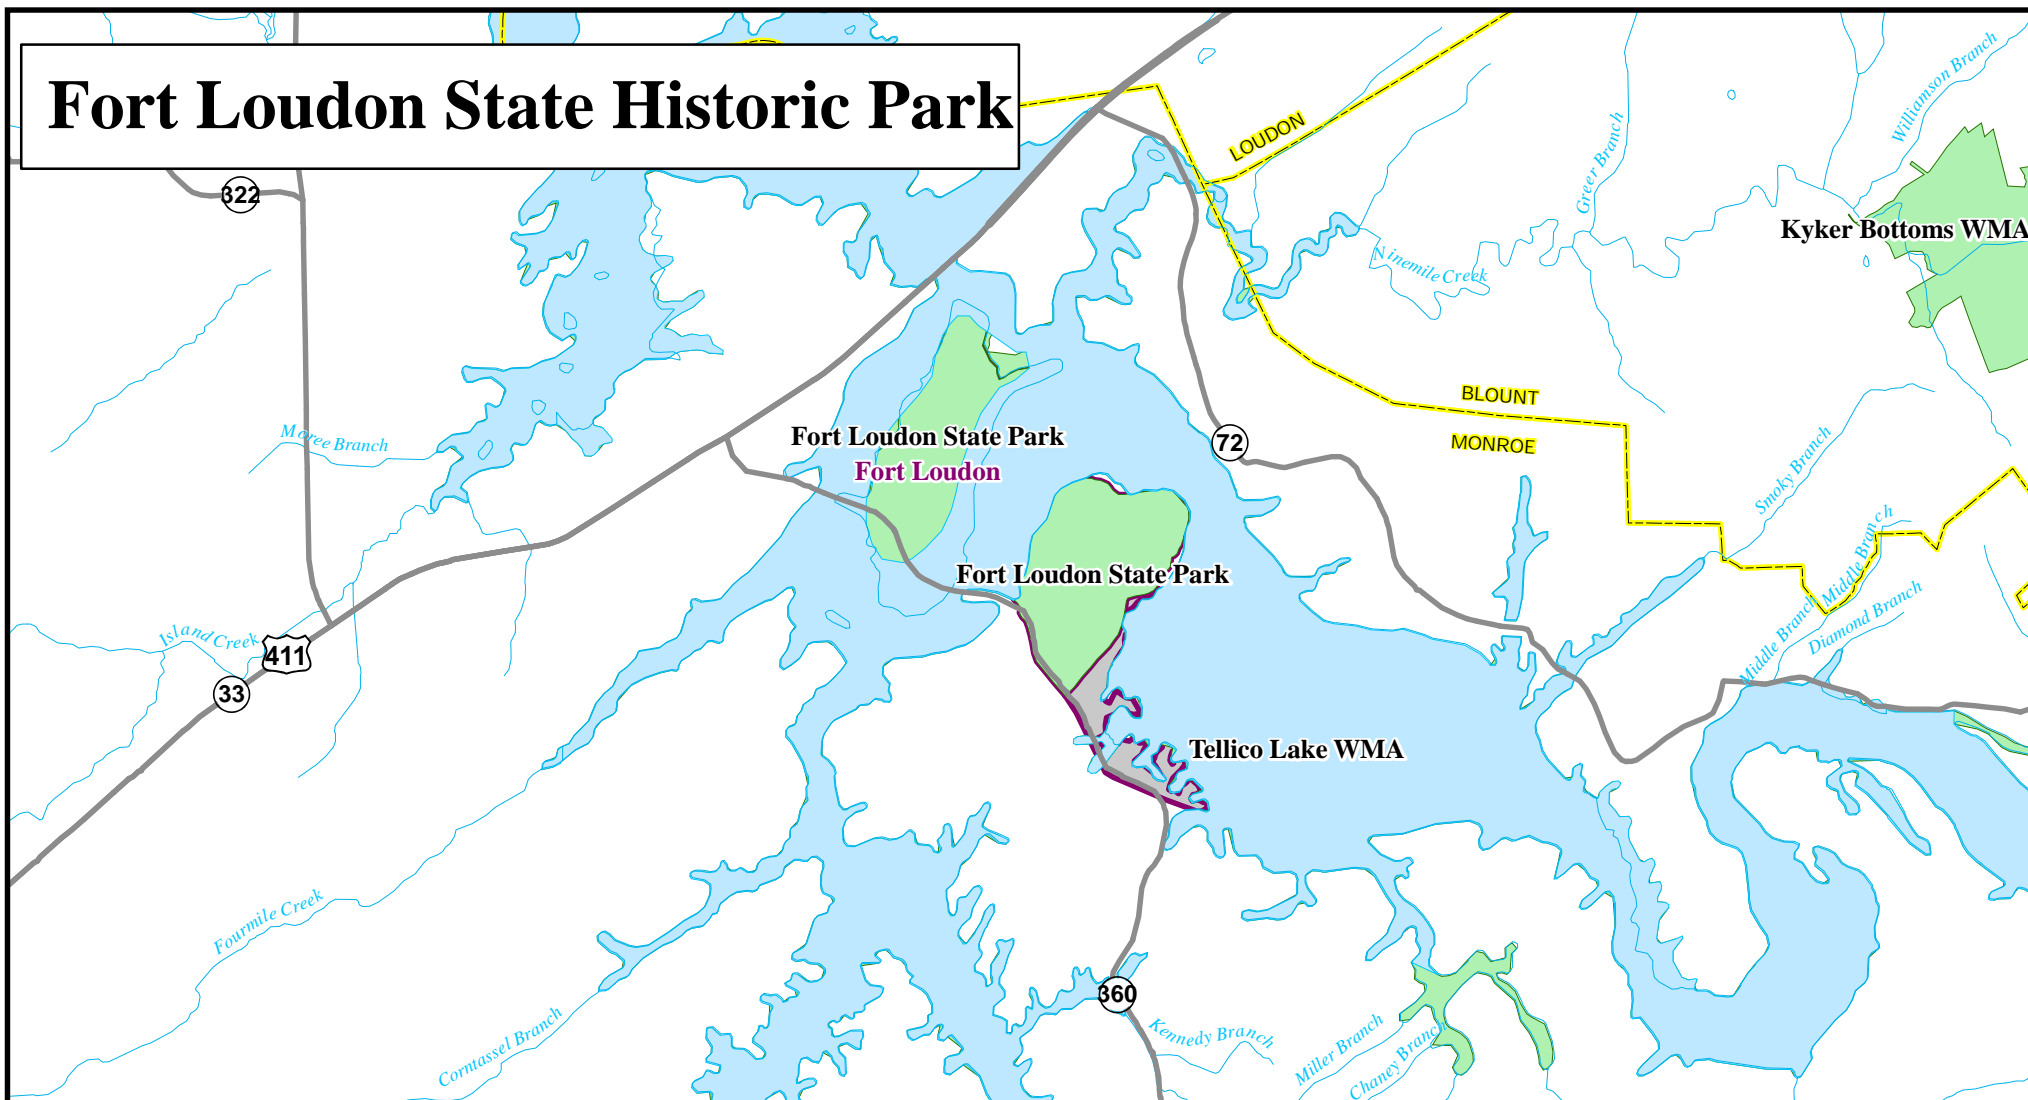 Fort Loudon State Historic Park
322
LOUDON
Williamson Branch
Greer Branch
Kyker Bottoms WMA
Ninemile Creek
BLOUNT
MONROE
72
Moree Branch
Fort Loudon State Park
Fort Loudon
Smoky Branch
Middle Branch
Fort Loudon State Park
Middle Branch
Diamond Branch
Island Creek
411
33
Tellico Lake WMA
Fourmile Creek
360
Corntassel Branch
Kennedy Branch
Miller Branch
Chaney Branch